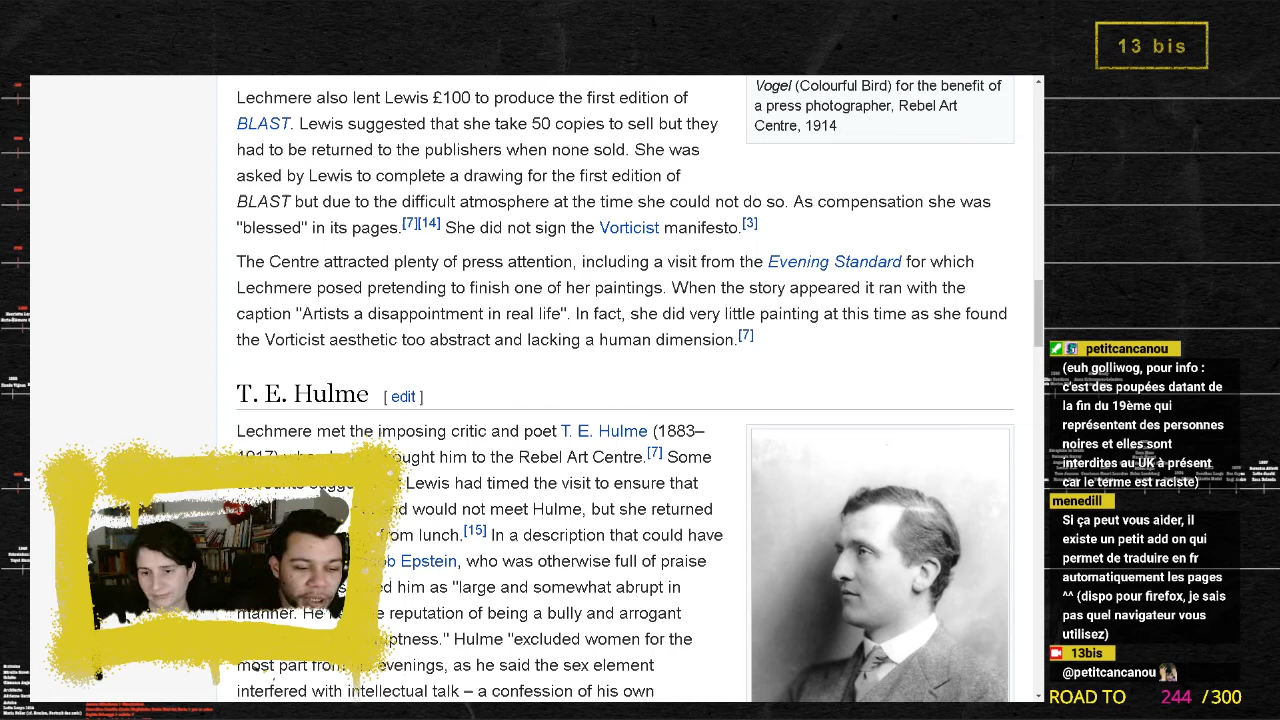 13 bis
Lechmere also lent Lewis £100 to produce the first edition of
BLAST. Lewis suggested that she take 50 copies to sell but they
had to be returned to the publishers when none sold. She was
asked by Lewis to complete a drawing for the first edition of
BLAST but due to the difficult atmosphere at the time she could not do so. As compensation she was
"blessed" in its pages.[7][14] She did not sign the Vorticist manifesto.[3]
Vogel (Colourful Bird) for the benefit of
a press photographer, Rebel Art
Centre, 1914
The Centre attracted plenty of press attention, including a visit from the Evening Standard for which
Lechmere posed pretending to finish one of her paintings. When the story appeared it ran with the
caption "Artists a disappointment in real life". In fact, she did very little painting at this time as she found
the Vorticist aesthetic too abstract and lacking a human dimension.[7]
T. E. Hulme [ edit ]
Lechmere met the imposing critic and poet T. E. Hulme (1883–
ught him to the Rebel Art Centre.[7] Some
Lewis had timed the visit to ensure that
would not meet Hulme, but she returned
om lunch.[15] In a description that could have
b Epstein, who was otherwise full of praise
ed him as "large and somewhat abrupt in
manner. He e reputation of being a bully and arrogant
ptness." Hulme "excluded women for the
most part evenings, as he said the sex element
interfered with intellectual talk – a confession of his own
petitcancanou
(euh golliwog, pour info :
c'est des poupées datant de
la fin du 19ème qui
représentent des personnes
noires et elles sont
interdites au UK à présent
car le terme est raciste)
menedill
Si ça peut vous aider, il
existe un petit add on qui
permet de traduire en fr
automatiquement les pages
^^ (dispo pour firefox, je sais
pas quel navigateur vous
utilisez)
13bis
@petitcancanou
ROAD TO 244 / 300